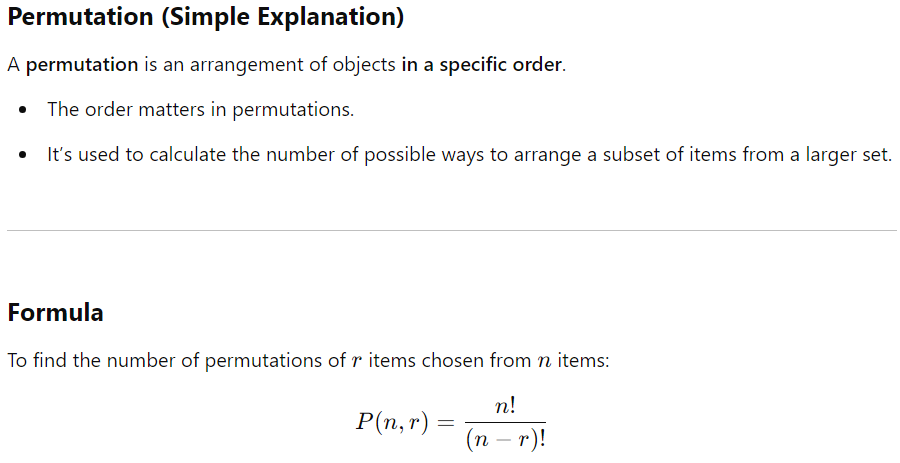 Permutation (Simple Explanation)
A permutation is an arrangement of objects in a specific order.
• The order matters in permutations.
• It’s used to calculate the number of possible ways to arrange a subset of items from a larger set.
Formula
To find the number of permutations of r items chosen from n items:
P(n, r) = n! / (n − r)!